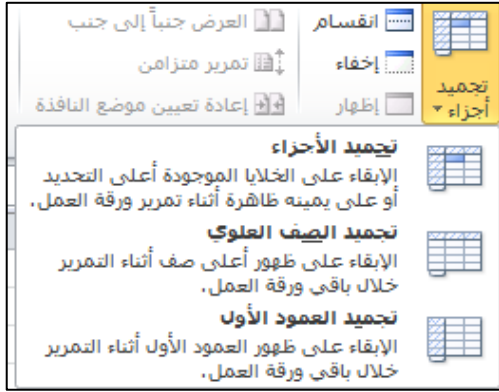 تجميد أجزاء
انقسام
إخفاء
إظهار
العرض جنباً إلى جنب
تمرير متزامن
إعادة تعيين موضع النافذة
تجميد الأجزاء
الإبقاء على الخلايا الموجودة أعلى التحديد
أو على يمينه ظاهرة أثناء تمرير ورقة العمل.
تجميد الصف العلوي
الإبقاء على ظهور أعلى صف أثناء التمرير
خلال باقي ورقة العمل.
تجميد العمود الأول
الإبقاء على ظهور العمود الأول أثناء التمرير
خلال باقي ورقة العمل.